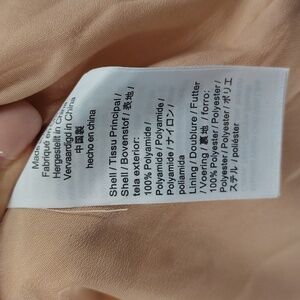 Made
Fabriqué en
Hergestellt in C
Vervaardigd in China
中国製
hecho en china
Shell / Tissu Principal /
Shell / Bovenstof / 表地 /
tela exterior:
100% Polyamide /
Polyamide / Polyamide /
Polyamide / ナイロン /
poliamida
Lining / Doublure / Futter
/ Voering / 裏地 / forro:
100% Polyester / Polyester /
Polyester / Polyester / ポリエ
ステル / poliéster